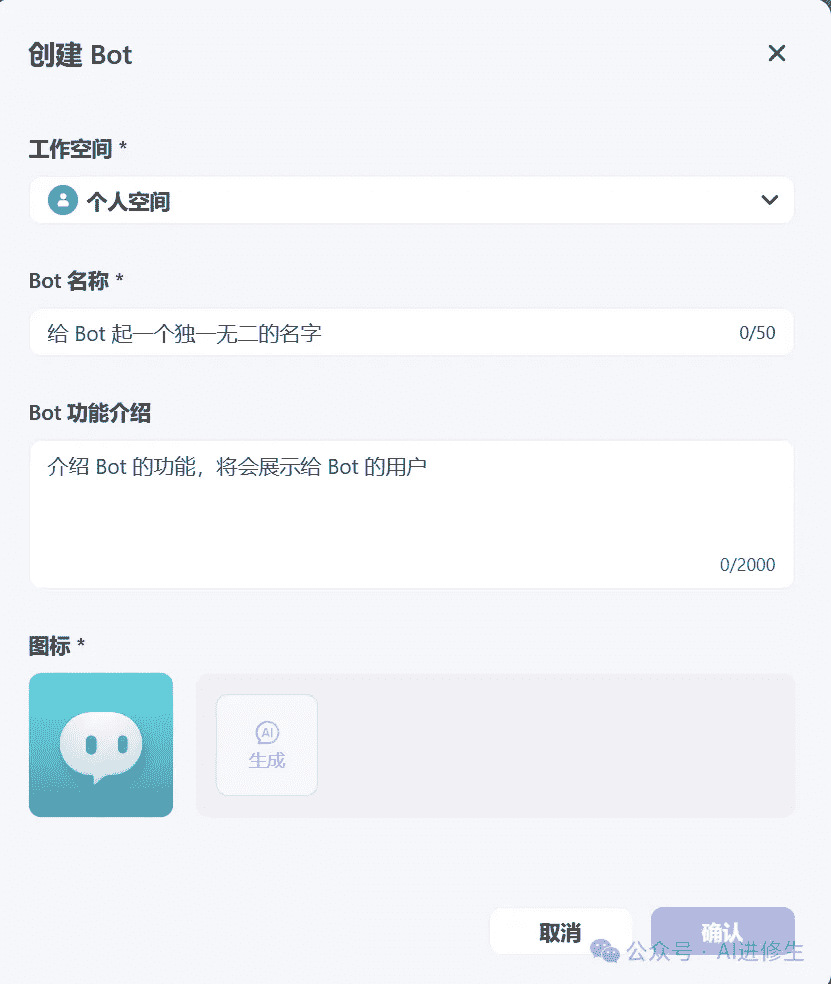 创建 Bot
工作空间 *
个人空间
Bot 名称 *
给 Bot 起一个独一无二的名字
0/50
Bot 功能介绍
介绍 Bot 的功能，将会展示给 Bot 的用户
0/2000
图标 *
AI
生成
取消
确认
公众号 · AI进修生